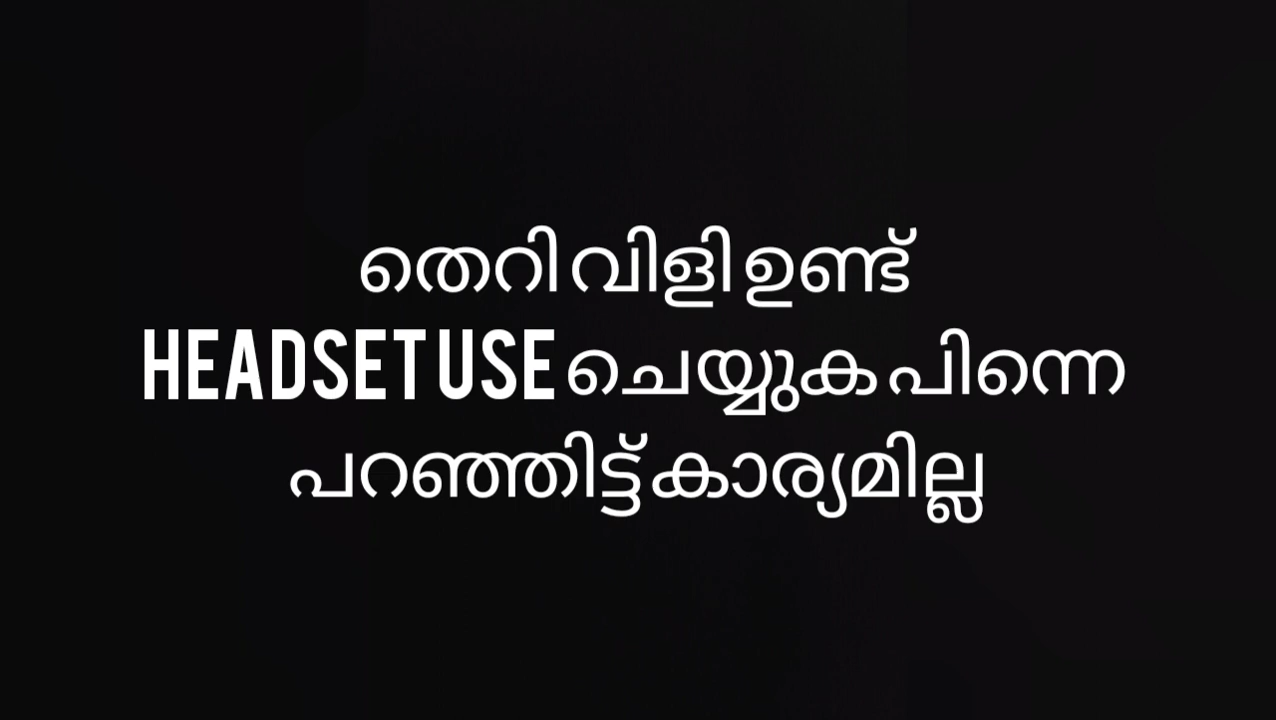 തെറി വിളി ഉണ്ട്
HEADSET USE ചെയ്യുക പിന്നെ
പറഞ്ഞിട്ട് കാര്യമില്ല